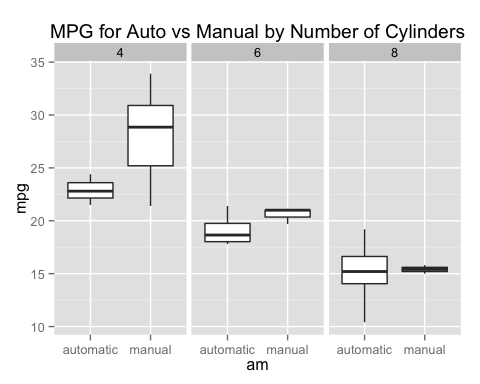 MPG for Auto vs Manual by Number of Cylinders
4 6 8
35
30
25
20
15
10
mpg
automatic manual automatic manual automatic manual
am